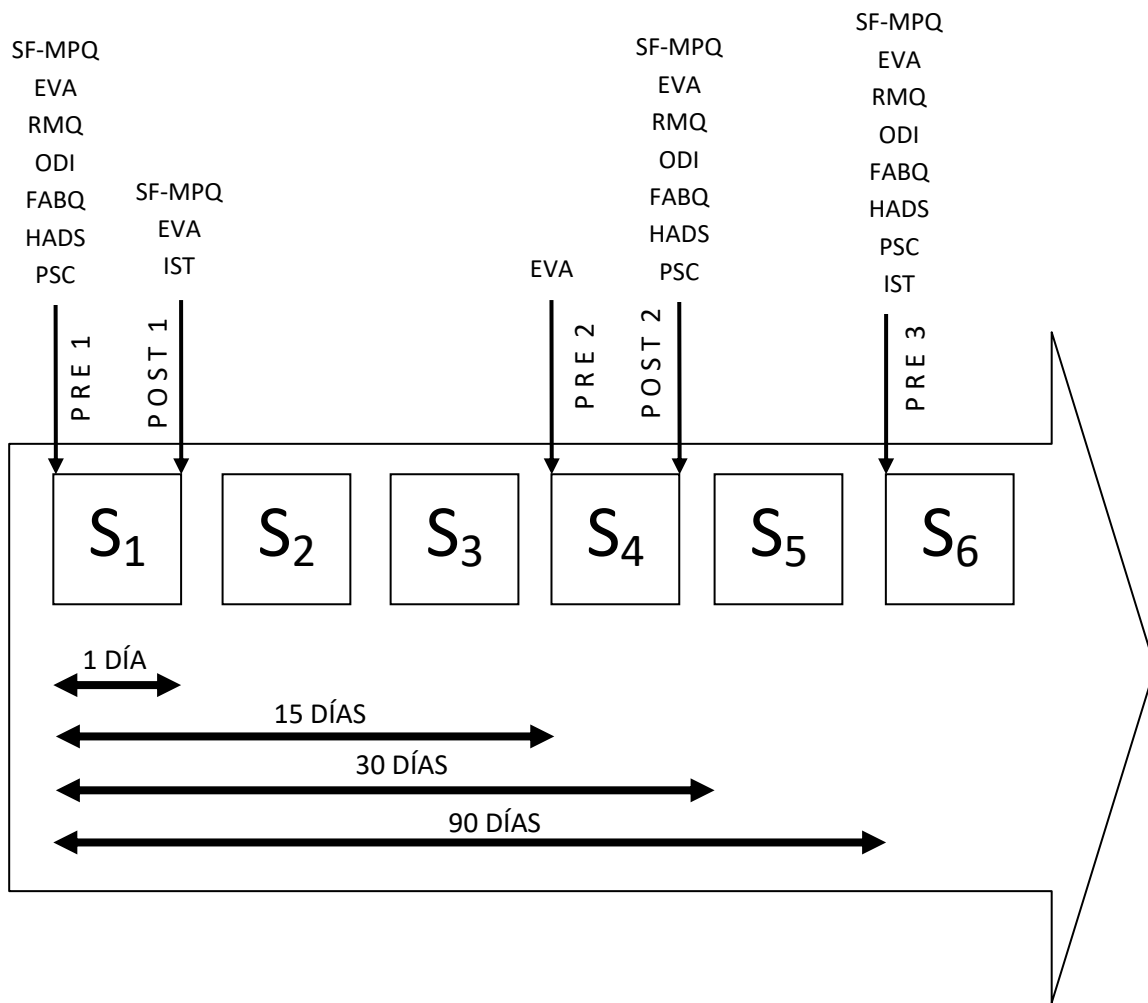 SF-MPQ
EVA
RMQ
ODI
FABQ
HADS
PSC
SF-MPQ
EVA
IST
EVA
SF-MPQ
EVA
RMQ
ODI
FABQ
HADS
PSC
SF-MPQ
EVA
RMQ
ODI
FABQ
HADS
PSC
IST
PRE 1
POST 1
PRE 2
POST 2
PRE 3
S1
S2
S3
S4
S5
S6
1 DÍA
15 DÍAS
30 DÍAS
90 DÍAS